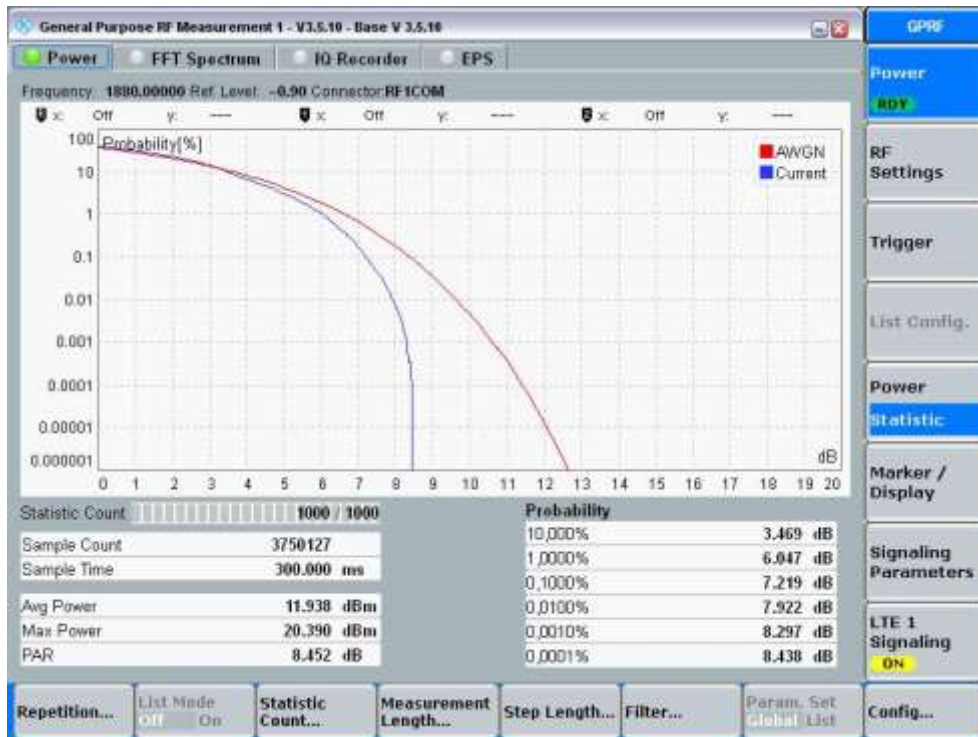 General Purpose RF Measurement 1 - V3.5.10 - Base V 3.5.10
GPRF
Power FFT Spectrum IQ Recorder EPS
Frequency: 1880.00000 Ref. Level: -0.90 Connector:RF1COM
x: Off y: --- x: Off y: --- x: Off y: ---
Probability[%]
AWGN
Current
100
10
1
0.1
0.01
0.001
0.0001
0.00001
0.000001
dB
0 1 2 3 4 5 6 7 8 9 10 11 12 13 14 15 16 17 18 19 20
Statistic Count 1000 / 1000
Sample Count 3750127
Sample Time 300.000 ms
Avg Power 11.938 dBm
Max Power 20.390 dBm
PAR 8.452 dB
Probability
10,000% 3.469 dB
1,0000% 6.047 dB
0,1000% 7.219 dB
0,0100% 7.922 dB
0,0010% 8.297 dB
0,0001% 8.438 dB
Power
RDY
RF
Settings
Trigger
List Config.
Power
Statistic
Marker /
Display
Signaling
Parameters
LTE 1
Signaling
ON
Repetition...
List Mode
Off On
Statistic
Count...
Measurement
Length...
Step Length...
Filter...
Param. Set
Global List
Config...